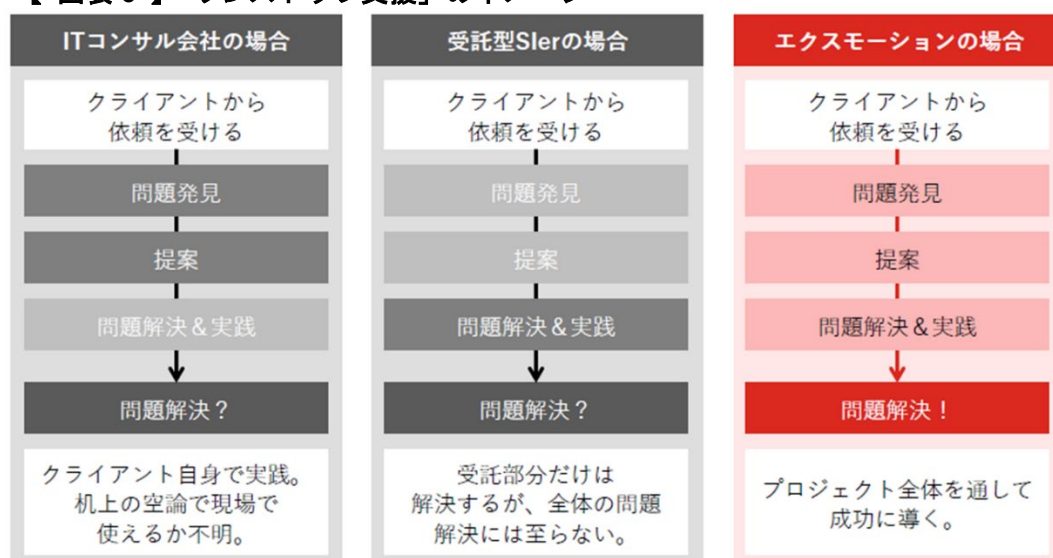 ITコンサル会社の場合
クライアントから
依頼を受ける
問題発見
提案
問題解決&実践
問題解決?
クライアント自身で実践。
机上の空論で現場で
使えるか不明。
受託型SIerの場合
クライアントから
依頼を受ける
問題発見
提案
問題解決&実践
問題解決?
受託部分だけは
解決するが、全体の問題
解決には至らない。
エクスモーションの場合
クライアントから
依頼を受ける
問題発見
提案
問題解決&実践
問題解決!
プロジェクト全体を通して
成功に導く。